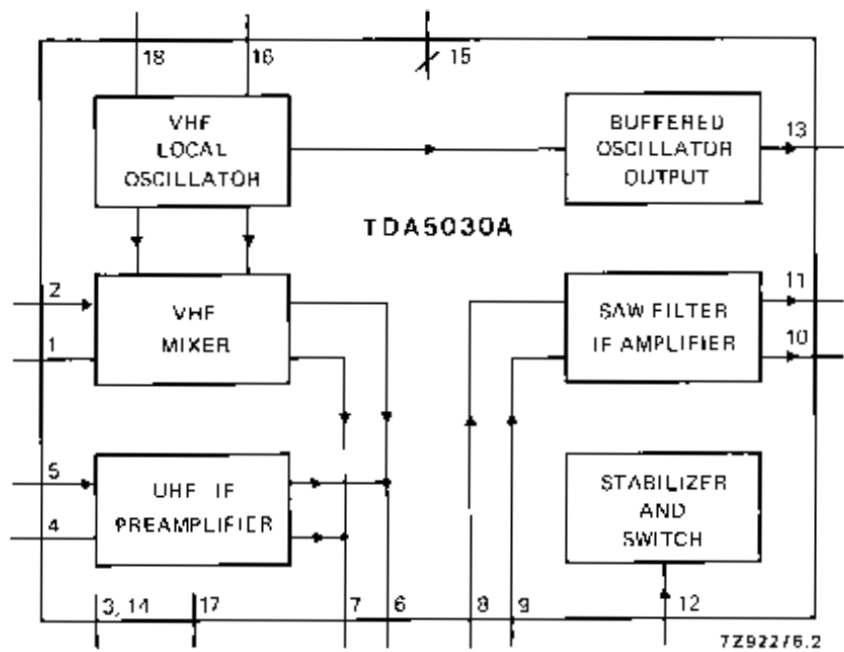 18 16 15
VHF
LOCAL
OSCILLATOR
BUFFERED
OSCILLATOR
OUTPUT
13
TDA5030A
2
1
VHF
MIXER
SAW FILTER
IF AMPLIFIER
11
10
5
4
UHF IF
PREAMPLIFIER
STABILIZER
AND
SWITCH
3, 14 17 7 6 8 9 12
7Z92276.2